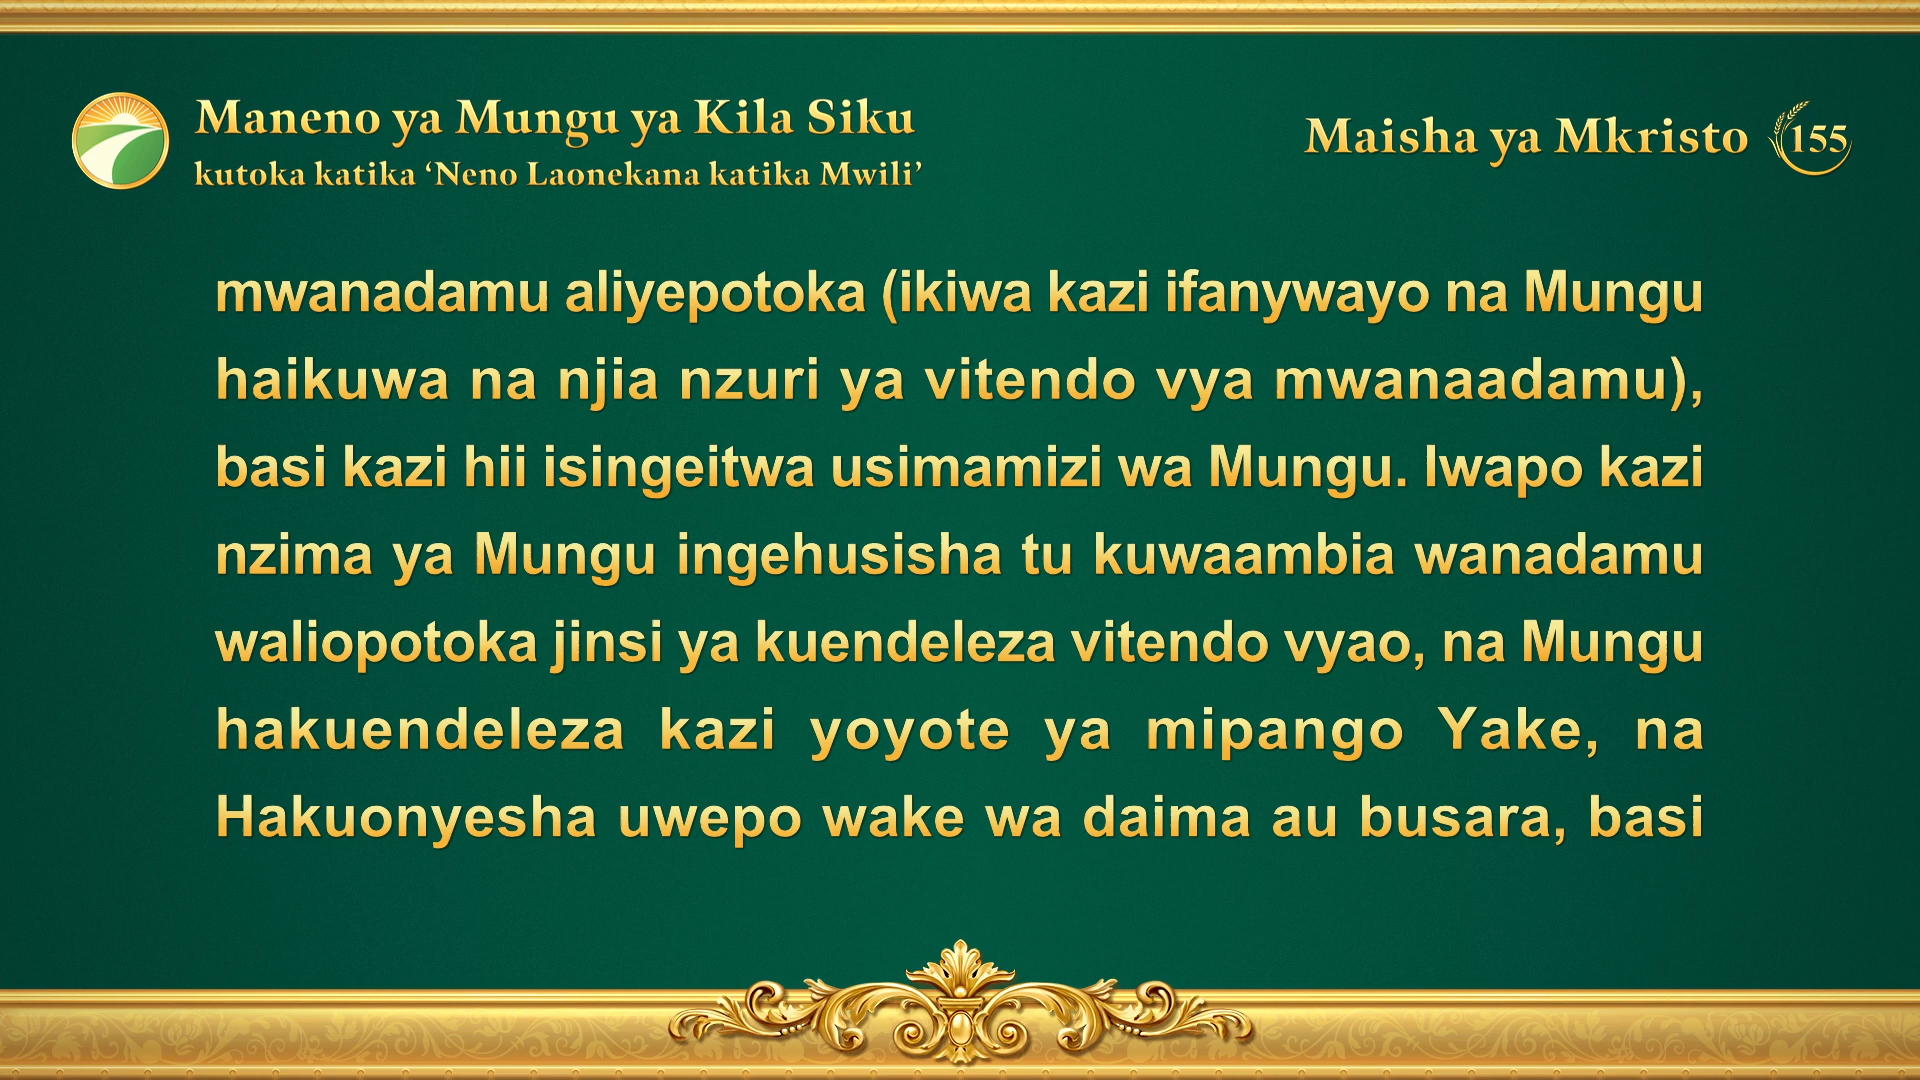 Maneno ya Mungu ya Kila Siku
kutoka katika ‘Neno Laonekana katika Mwili’
Maisha ya Mkristo 155
mwanadamu aliyepotoka (ikiwa kazi ifanywayo na Mungu
haikuwa na njia nzuri ya vitendo vya mwanaadamu),
basi kazi hii isingeitwa usimamizi wa Mungu. Iwapo kazi
nzima ya Mungu ingehusisha tu kuwaambia wanadamu
waliopotoka jinsi ya kuendeleza vitendo vyao, na Mungu
hakuendeleza kazi yoyote ya mipango Yake, na
Hakuonyesha uwepo wake wa daima au busara, basi